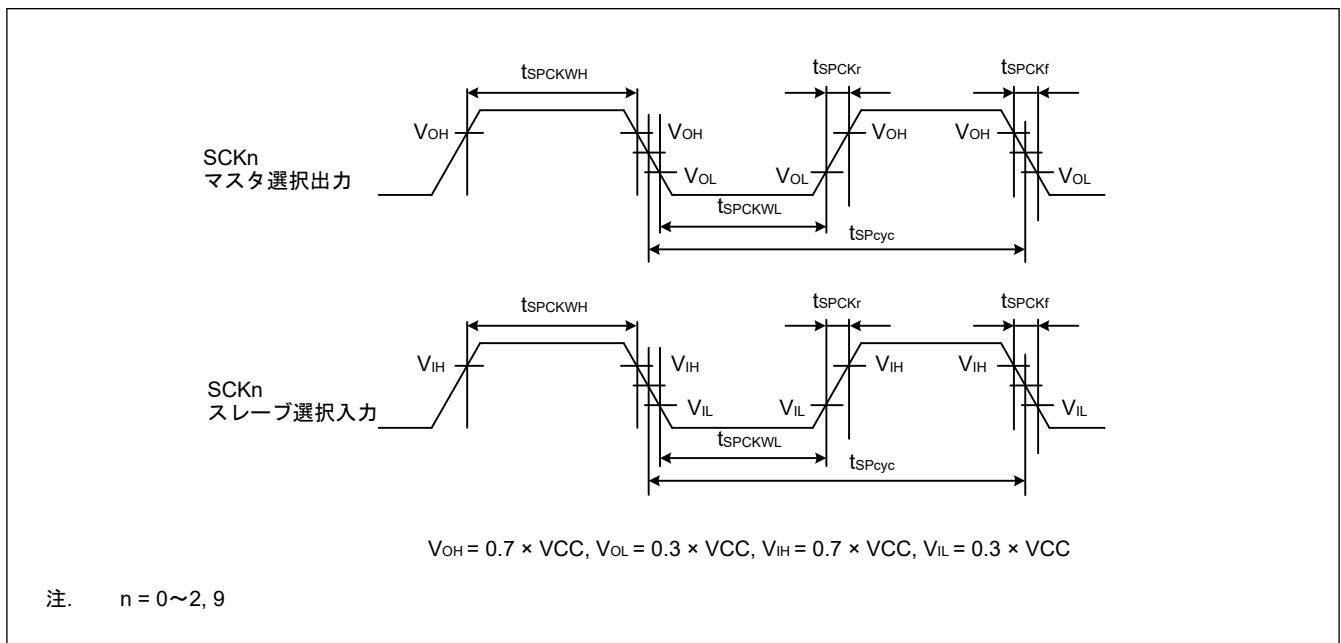 tSPCKWH
tSPCKr
tSPCKf
VOH
VOH
VOH
VOH
SCKn
マスタ選択出力
VOL
VOL
VOL
tSPCKWL
tSPcyc
tSPCKWH
tSPCKr
tSPCKf
VIH
VIH
VIH
VIH
SCKn
スレーブ選択入力
VIL
VIL
VIL
tSPCKWL
tSPcyc
VOH = 0.7 × VCC, VOL = 0.3 × VCC, VIH = 0.7 × VCC, VIL = 0.3 × VCC
注. n = 0～2, 9